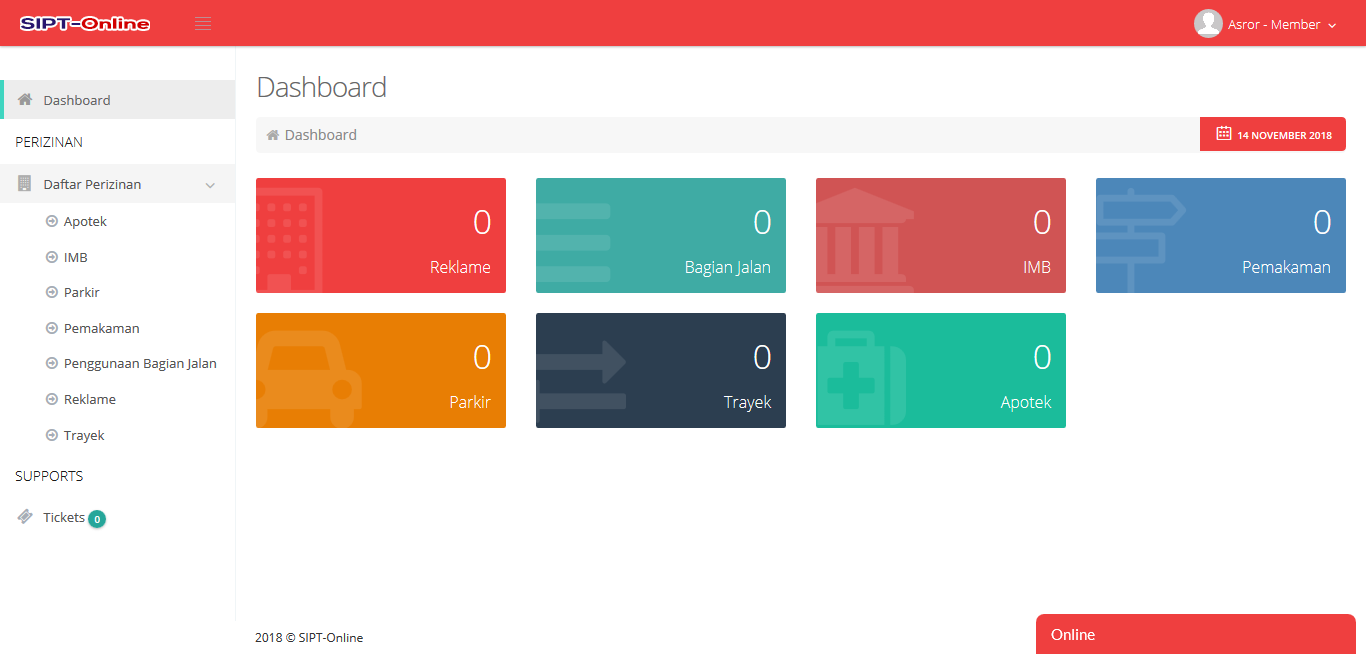 SIPT-Online
Asror - Member
Dashboard
PERIZINAN
Daftar Perizinan
Apotek
IMB
Parkir
Pemakaman
Penggunaan Bagian Jalan
Reklame
Trayek
SUPPORTS
Tickets 0
Dashboard
Dashboard
14 NOVEMBER 2018
0
Reklame
0
Bagian Jalan
0
IMB
0
Pemakaman
0
Parkir
0
Trayek
0
Apotek
2018 © SIPT-Online
Online